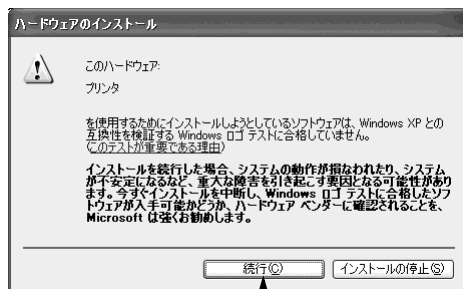 ハードウェアのインストール
このハードウェア:
プリンタ
を使用するためにインストールしようとしているソフトウェアは、Windows XP との
互換性を検証する Windows ロゴ テストに合格していません。
(このテストが重要である理由)
インストールを続行した場合、システムの動作が損なわれたり、システム
が不安定になるなど、重大な障害を引き起こす要因となる可能性があり
ます。今すぐインストールを中断し、Windows ロゴ テストに合格したソフ
トウェアが入手可能かどうか、ハードウェア ベンダーに確認されることを、
Microsoft は強くお勧めします。
続行(C) インストールの停止(S)